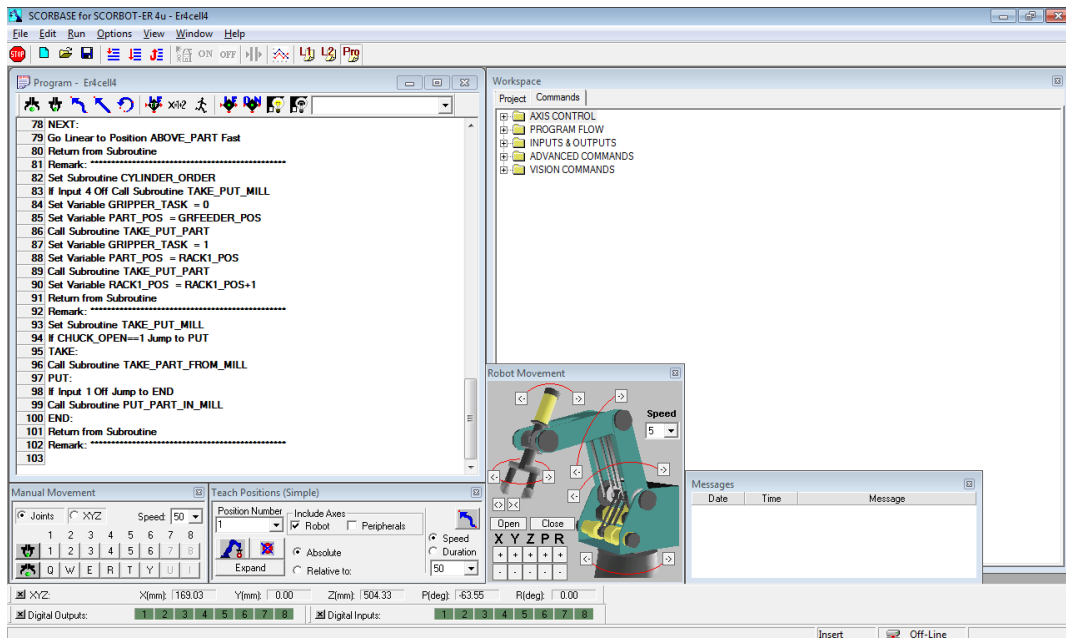 SCORBASE for SCORBOT-ER 4u - Er4cell4
File Edit Run Options View Window Help
STOP ON OFF L1 L2 Prg
Program - Er4cell4
78 NEXT:
79 Go Linear to Position ABOVE_PART Fast
80 Return from Subroutine
81 Remark: ************************************************
82 Set Subroutine CYLINDER_ORDER
83 If Input 4 Off Call Subroutine TAKE_PUT_MILL
84 Set Variable GRIPPER_TASK = 0
85 Set Variable PART_POS = GRFEEDER_POS
86 Call Subroutine TAKE_PUT_PART
87 Set Variable GRIPPER_TASK = 1
88 Set Variable PART_POS = RACK1_POS
89 Call Subroutine TAKE_PUT_PART
90 Set Variable RACK1_POS = RACK1_POS+1
91 Return from Subroutine
92 Remark: ************************************************
93 Set Subroutine TAKE_PUT_MILL
94 If CHUCK_OPEN==1 Jump to PUT
95 TAKE:
96 Call Subroutine TAKE_PART_FROM_MILL
97 PUT:
98 If Input 1 Off Jump to END
99 Call Subroutine PUT_PART_IN_MILL
100 END:
101 Return from Subroutine
102 Remark: ************************************************
103
Workspace
Project Commands
AXIS CONTROL
PROGRAM FLOW
INPUTS & OUTPUTS
ADVANCED COMMANDS
VISION COMMANDS
Robot Movement
Speed
5
Open Close
X Y Z P R
+ + + + +
- - - - -
Messages
Date Time Message
Manual Movement
Joints XYZ Speed: 50
1 2 3 4 5 6 7 8
1 2 3 4 5 6 7 8
Q W E R T Y U I
Teach Positions (Simple)
Position Number
1
Include Axes
Robot Peripherals
Absolute
Relative to:
Expand
Speed
Duration
50
XYZ: X(mm): 169.03 Y(mm): 0.00 Z(mm): 504.33 P(deg): -63.55 R(deg): 0.00
Digital Outputs: 1 2 3 4 5 6 7 8 Digital Inputs: 1 2 3 4 5 6 7 8
Insert Off-Line